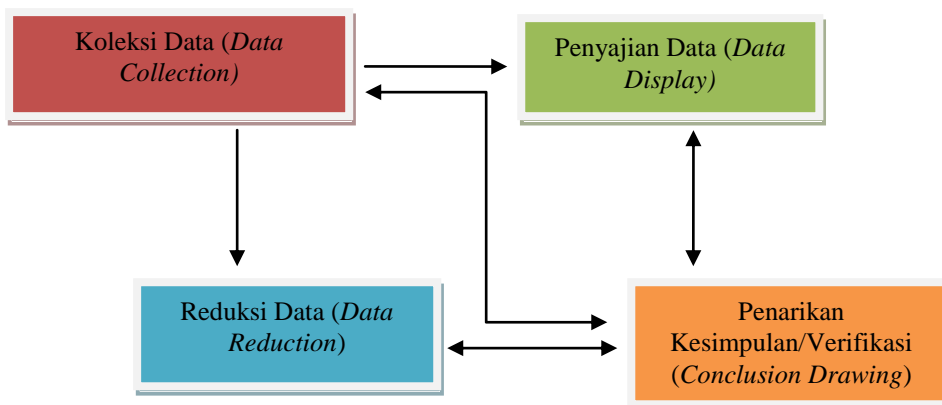 Koleksi Data (Data
Collection)
Penyajian Data (Data
Display)
Reduksi Data (Data
Reduction)
Penarikan
Kesimpulan/Verifikasi
(Conclusion Drawing)